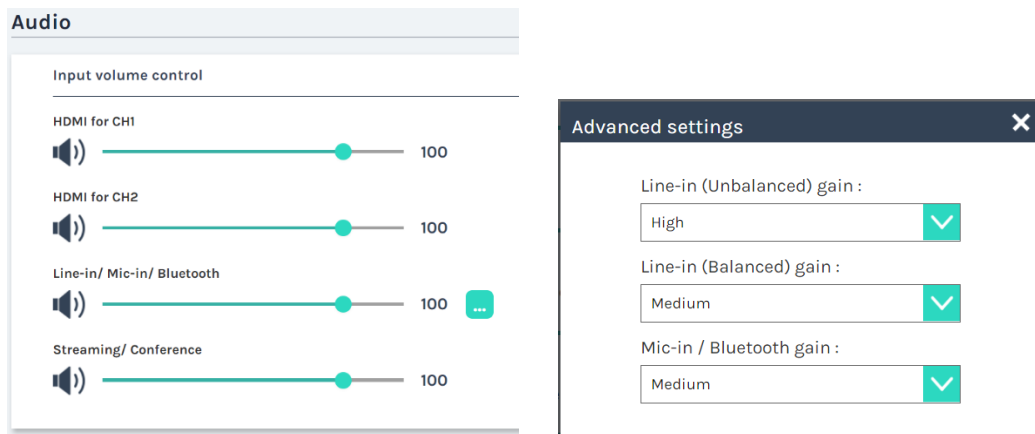 Audio
Input volume control
HDMI for CH1
100
HDMI for CH2
100
Line-in/ Mic-in/ Bluetooth
100 ...
Streaming/ Conference
100
Advanced settings
Line-in (Unbalanced) gain :
High
Line-in (Balanced) gain :
Medium
Mic-in / Bluetooth gain :
Medium